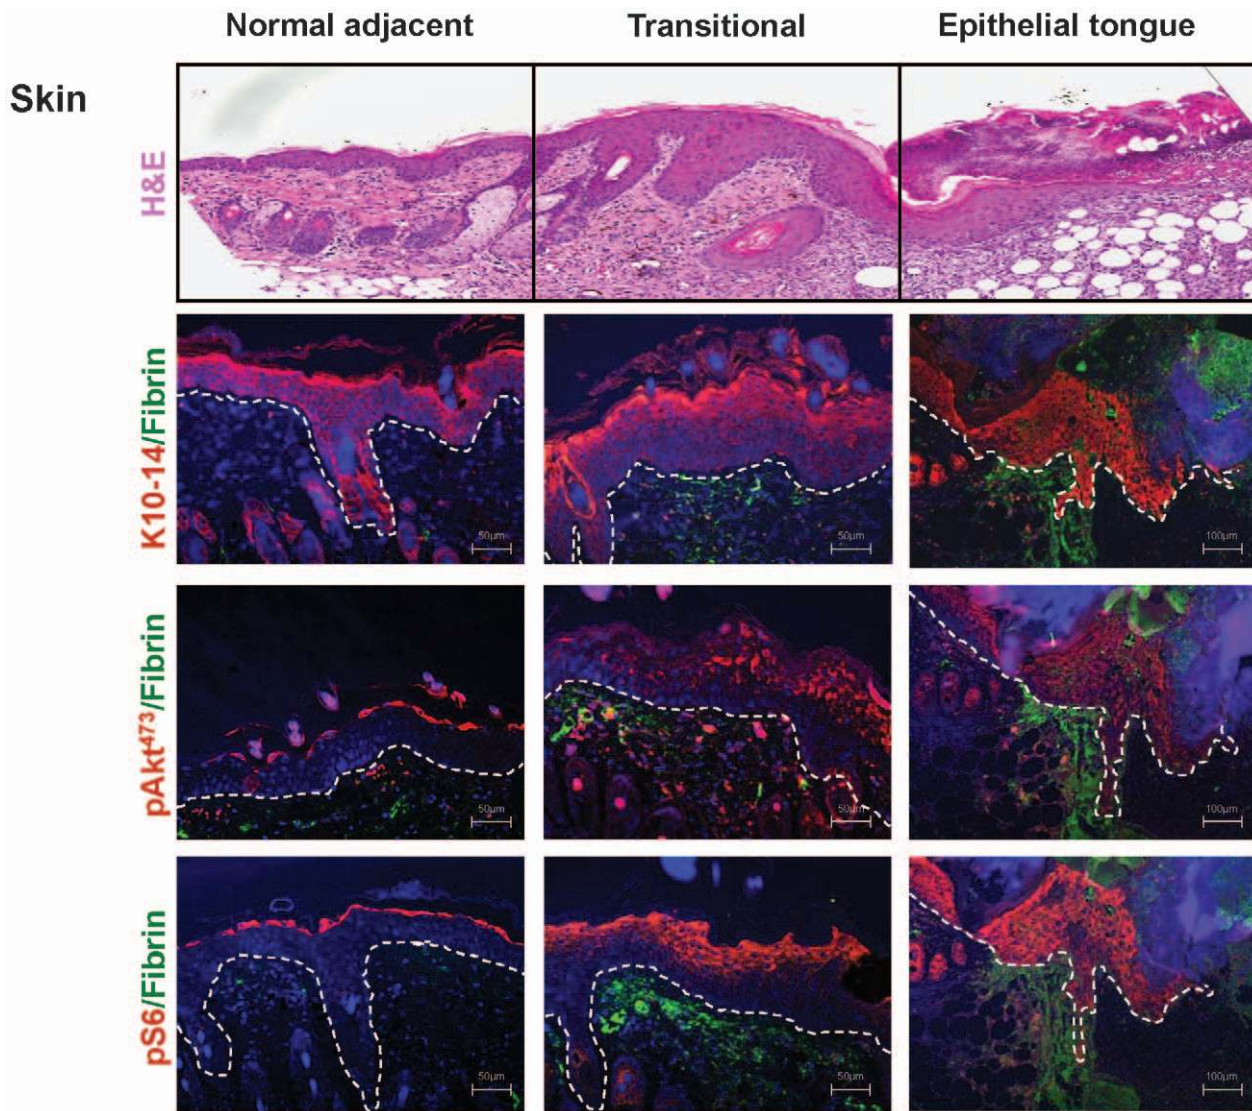 Normal adjacent
Transitional
Epithelial tongue
Skin
H&E
K10-14/Fibrin
50µm
50µm
100µm
pAkt⁴⁷³/Fibrin
50µm
50µm
100µm
pS6/Fibrin
50µm
50µm
100µm